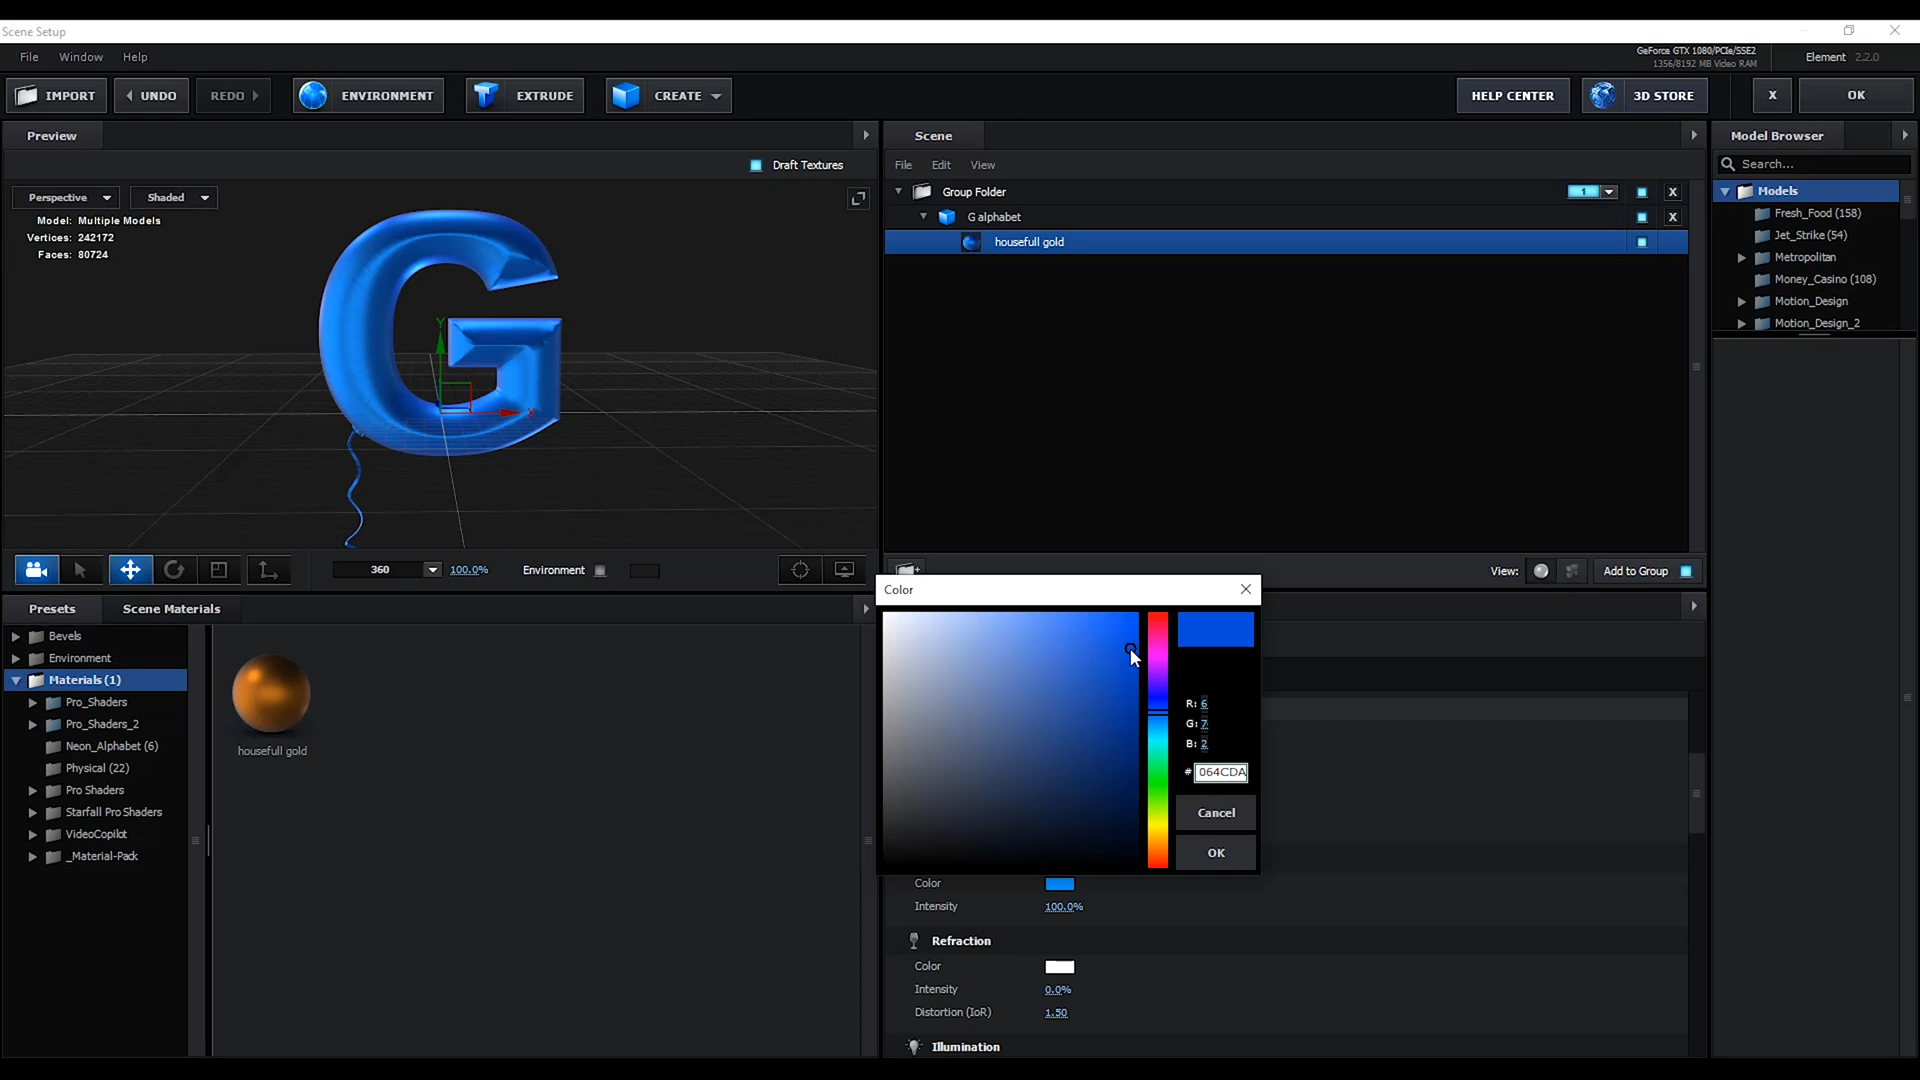 Scene Setup
File Window Help
GeForce GTX 1080/PCIe/SSE2
1356/8192 MB Video RAM
Element 2.2.0
IMPORT UNDO REDO ENVIRONMENT EXTRUDE CREATE HELP CENTER 3D STORE X OK
Preview
Draft Textures
Perspective Shaded
Model: Multiple Models
Vertices: 242172
Faces: 80724
Y
X
360 100.0% Environment
Scene
File Edit View
Group Folder 1 X
G alphabet X
housefull gold
View: Add to Group
Model Browser
Search...
Models
Fresh_Food (158)
Jet_Strike (54)
Metropolitan
Money_Casino (108)
Motion_Design
Motion_Design_2
Presets Scene Materials
Bevels
Environment
Materials (1)
Pro_Shaders
Pro_Shaders_2
Neon_Alphabet (6)
Physical (22)
Pro Shaders
Starfall Pro Shaders
VideoCopilot
_Material-Pack
housefull gold
Color
R: 6
G: 7
B: 2
# 064CDA
Cancel
OK
Color
Intensity 100.0%
Refraction
Color
Intensity 0.0%
Distortion (IoR) 1.50
Illumination